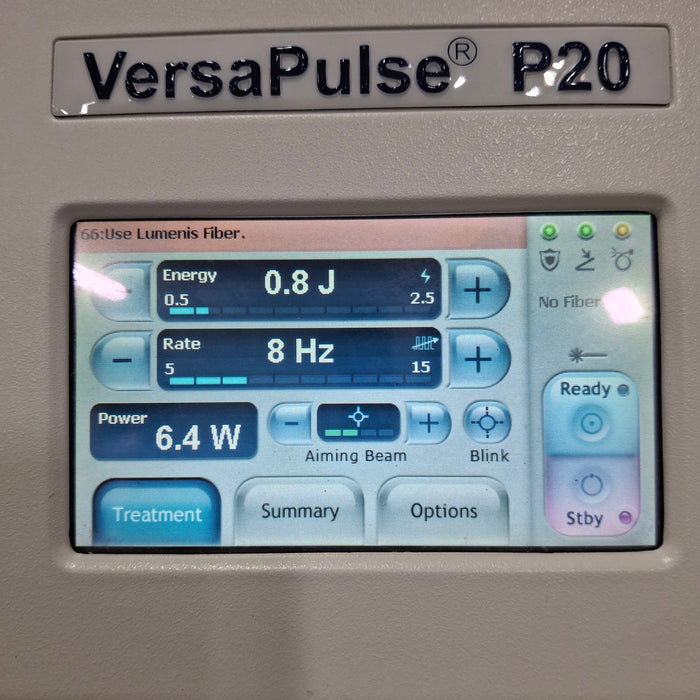 VersaPulse® P20
66:Use Lumenis Fiber.
Energy
0.8 J
0.5
2.5
No Fiber
Rate
8 Hz
5
15
Power
6.4 W
Aiming Beam
Blink
Ready
Stby
Treatment
Summary
Options